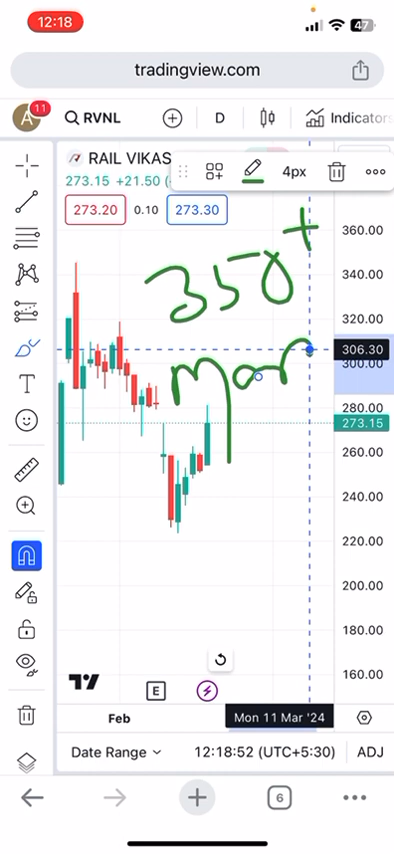 12:18
47
tradingview.com
A 11 RVNL D Indicators
RAIL VIKAS
4px
273.15 +21.50
273.20 0.10 273.30
350+
Mar
360.00
340.00
320.00
306.30
300.00
280.00
273.15
260.00
240.00
220.00
200.00
180.00
160.00
T
E
Feb Mon 11 Mar '24
Date Range 12:18:52 (UTC+5:30) ADJ
6